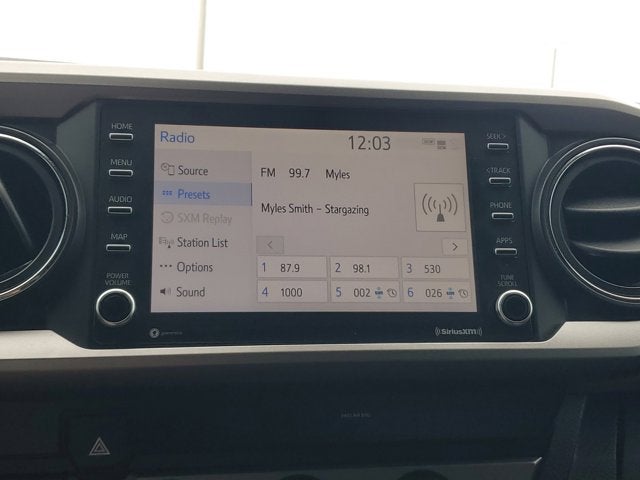 HOME
MENU
AUDIO
MAP
POWER
VOLUME
Radio
12:03
Source
Presets
SXM Replay
Station List
Options
Sound
FM 99.7 Myles
Myles Smith - Stargazing
1 87.9
2 98.1
3 530
4 1000
5 002
6 026
SEEK >
< TRACK
PHONE
APPS
TUNE
SCROLL
SiriusXM